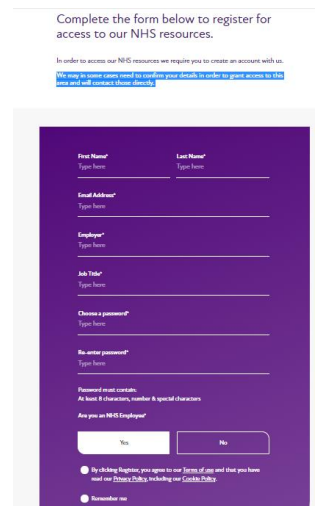 Complete the form below to register for
access to our NHS resources.
In order to access our NHS resources we require you to create an account with us.
We may in some cases need to confirm your details in order to grant access to this
area and will contact those directly.
First Name* Last Name*
Type here Type here
Email Address*
Type here
Employer*
Type here
Job Title*
Type here
Choose a password*
Type here
Re-enter password*
Type here
Password must contain:
At least 8 characters, number & special characters
Are you an NHS Employee*
Yes No
By clicking Register, you agree to our Terms of use and that you have
read our Privacy Policy, including our Cookie Policy.
Remember me